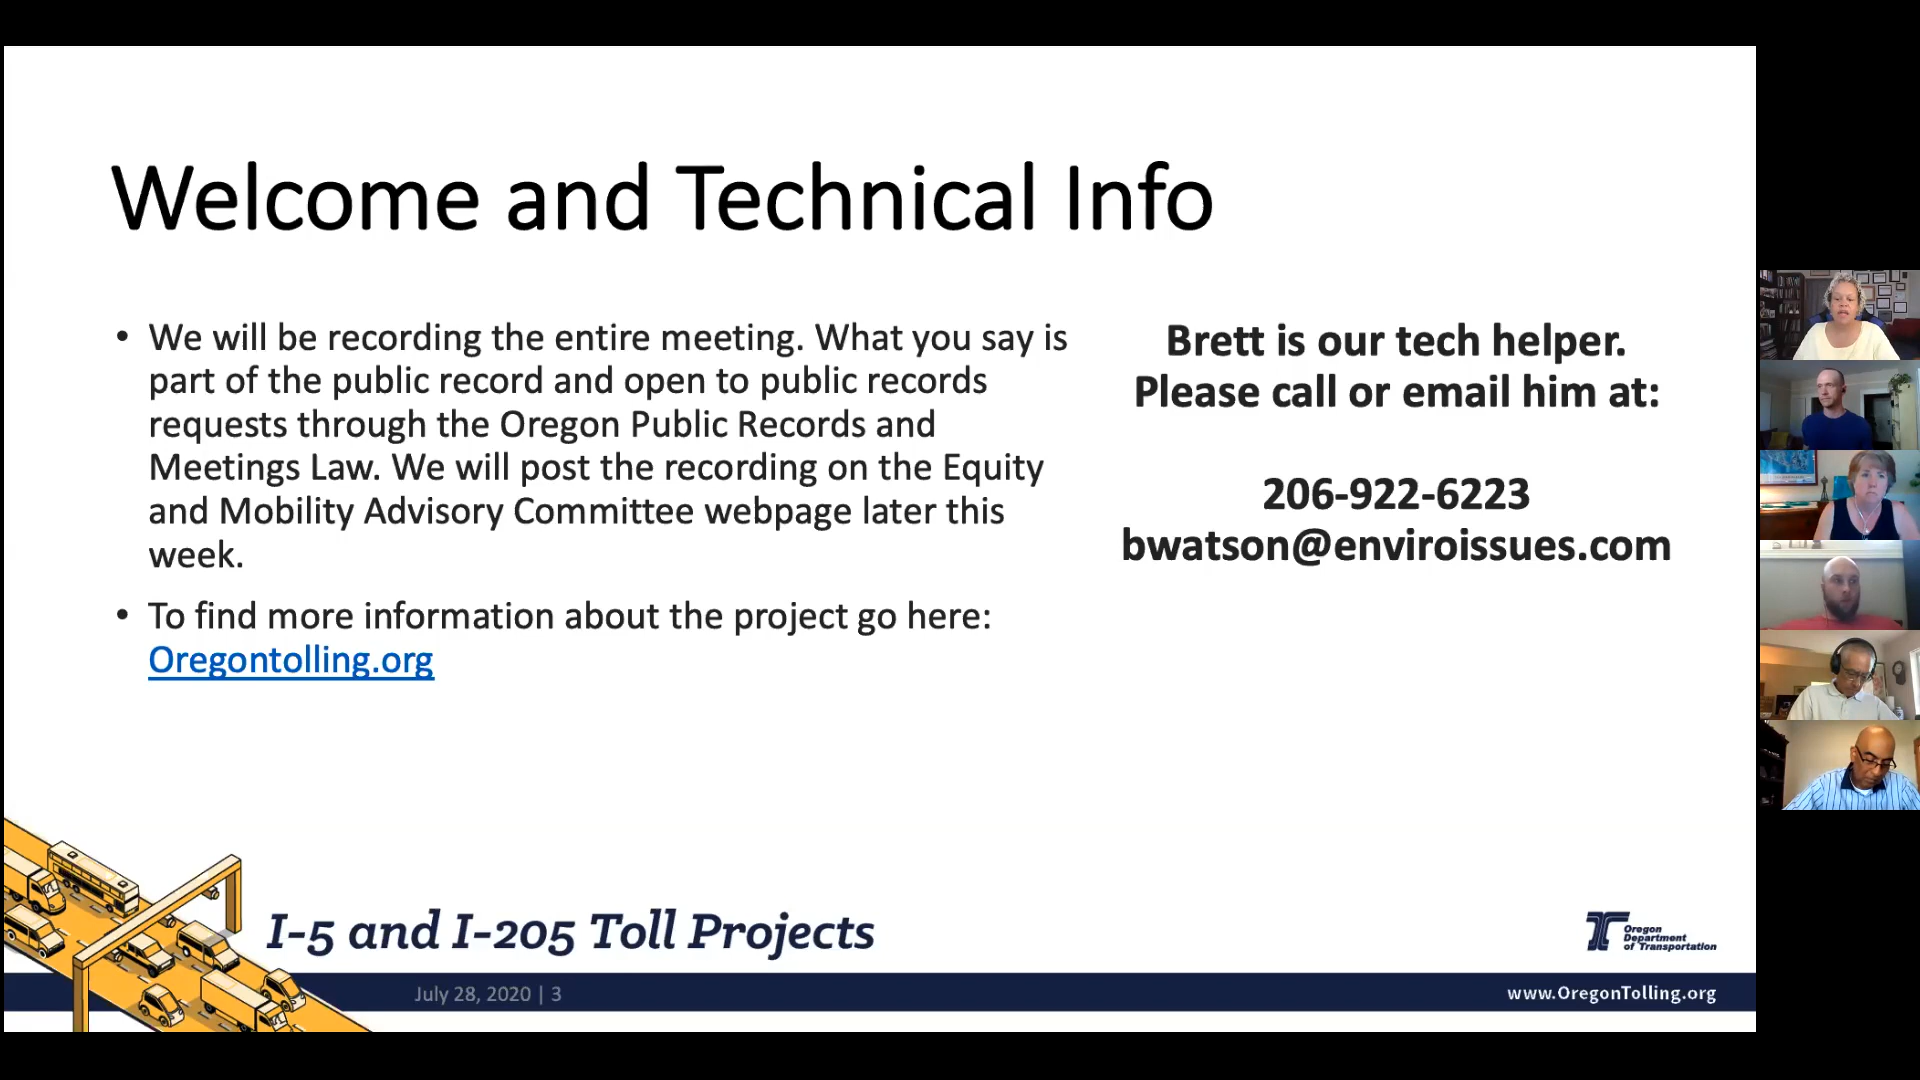 Welcome and Technical Info
• We will be recording the entire meeting. What you say is
part of the public record and open to public records
requests through the Oregon Public Records and
Meetings Law. We will post the recording on the Equity
and Mobility Advisory Committee webpage later this
week.
• To find more information about the project go here:
Oregontolling.org
Brett is our tech helper.
Please call or email him at:
206-922-6223
bwatson@enviroissues.com
I-5 and I-205 Toll Projects
Oregon
Department
of Transportation
July 28, 2020 | 3
www.OregonTolling.org